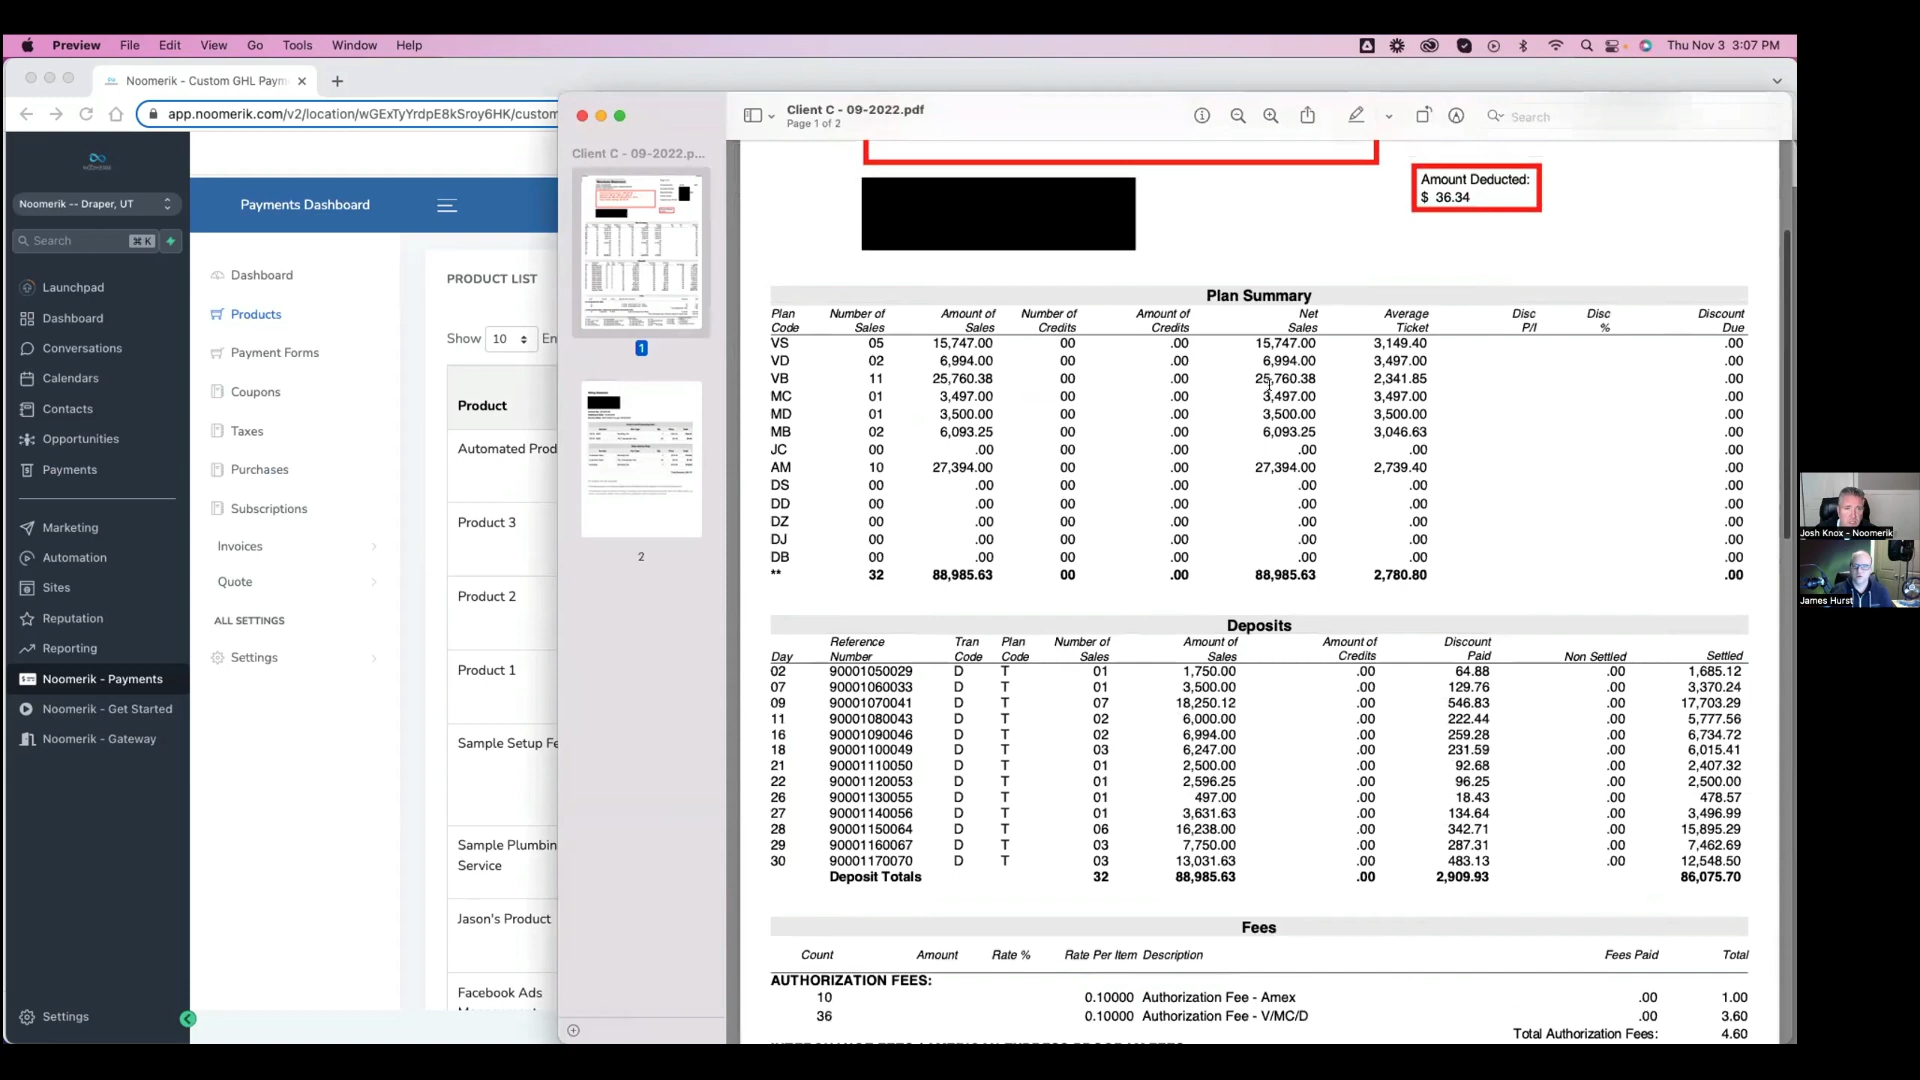 Preview File Edit View Go Tools Window Help
Thu Nov 3 3:07 PM
Noomerik - Custom GHL Paym
app.noomerik.com/v2/location/wGExTyYrdpE8kSroy6HK/custom
Noomerik -- Draper, UT
Search ⌘ K
Launchpad
Dashboard
Conversations
Calendars
Contacts
Opportunities
Payments
Marketing
Automation
Sites
Reputation
Reporting
Noomerik - Payments
Noomerik - Get Started
Noomerik - Gateway
Settings
Payments Dashboard
Dashboard
Products
Payment Forms
Coupons
Taxes
Purchases
Subscriptions
Invoices
Quote
ALL SETTINGS
Settings
PRODUCT LIST
Show 10 En
Product
Automated Prod
Product 3
Product 2
Product 1
Sample Setup Fe
Sample Plumbin
Service
Jason's Product
Facebook Ads
Client C - 09-2022.p...
1
2
Client C - 09-2022.pdf
Page 1 of 2
Search
Amount Deducted:
$ 36.34
Plan Summary
Plan Number of Amount of Number of Amount of Net Average Disc Disc Discount
Code Sales Sales Credits Credits Sales Ticket P/I % Due
VS 05 15,747.00 00 .00 15,747.00 3,149.40 .00
VD 02 6,994.00 00 .00 6,994.00 3,497.00 .00
VB 11 25,760.38 00 .00 25,760.38 2,341.85 .00
MC 01 3,497.00 00 .00 3,497.00 3,497.00 .00
MD 01 3,500.00 00 .00 3,500.00 3,500.00 .00
MB 02 6,093.25 00 .00 6,093.25 3,046.63 .00
JC 00 .00 00 .00 .00 .00 .00
AM 10 27,394.00 00 .00 27,394.00 2,739.40 .00
DS 00 .00 00 .00 .00 .00 .00
DD 00 .00 00 .00 .00 .00 .00
DZ 00 .00 00 .00 .00 .00 .00
DJ 00 .00 00 .00 .00 .00 .00
DB 00 .00 00 .00 .00 .00 .00
** 32 88,985.63 00 .00 88,985.63 2,780.80 .00
Deposits
Reference Tran Plan Number of Amount of Amount of Discount
Day Number Code Code Sales Sales Credits Paid Non Settled Settled
02 90001050029 D T 01 1,750.00 .00 64.88 .00 1,685.12
07 90001060033 D T 01 3,500.00 .00 129.76 .00 3,370.24
09 90001070041 D T 07 18,250.12 .00 546.83 .00 17,703.29
11 90001080043 D T 02 6,000.00 .00 222.44 .00 5,777.56
16 90001090046 D T 02 6,994.00 .00 259.28 .00 6,734.72
18 90001100049 D T 03 6,247.00 .00 231.59 .00 6,015.41
21 90001110050 D T 01 2,500.00 .00 92.68 .00 2,407.32
22 90001120053 D T 01 2,596.25 .00 96.25 .00 2,500.00
26 90001130055 D T 01 497.00 .00 18.43 .00 478.57
27 90001140056 D T 01 3,631.63 .00 134.64 .00 3,496.99
28 90001150064 D T 06 16,238.00 .00 342.71 .00 15,895.29
29 90001160067 D T 03 7,750.00 .00 287.31 .00 7,462.69
30 90001170070 D T 03 13,031.63 .00 483.13 .00 12,548.50
Deposit Totals 32 88,985.63 .00 2,909.93 86,075.70
Fees
Count Amount Rate % Rate Per Item Description Fees Paid Total
AUTHORIZATION FEES:
10 0.10000 Authorization Fee - Amex .00 1.00
36 0.10000 Authorization Fee - V/MC/D .00 3.60
Total Authorization Fees: 4.60
Josh Knox - Noomerik
James Hurst